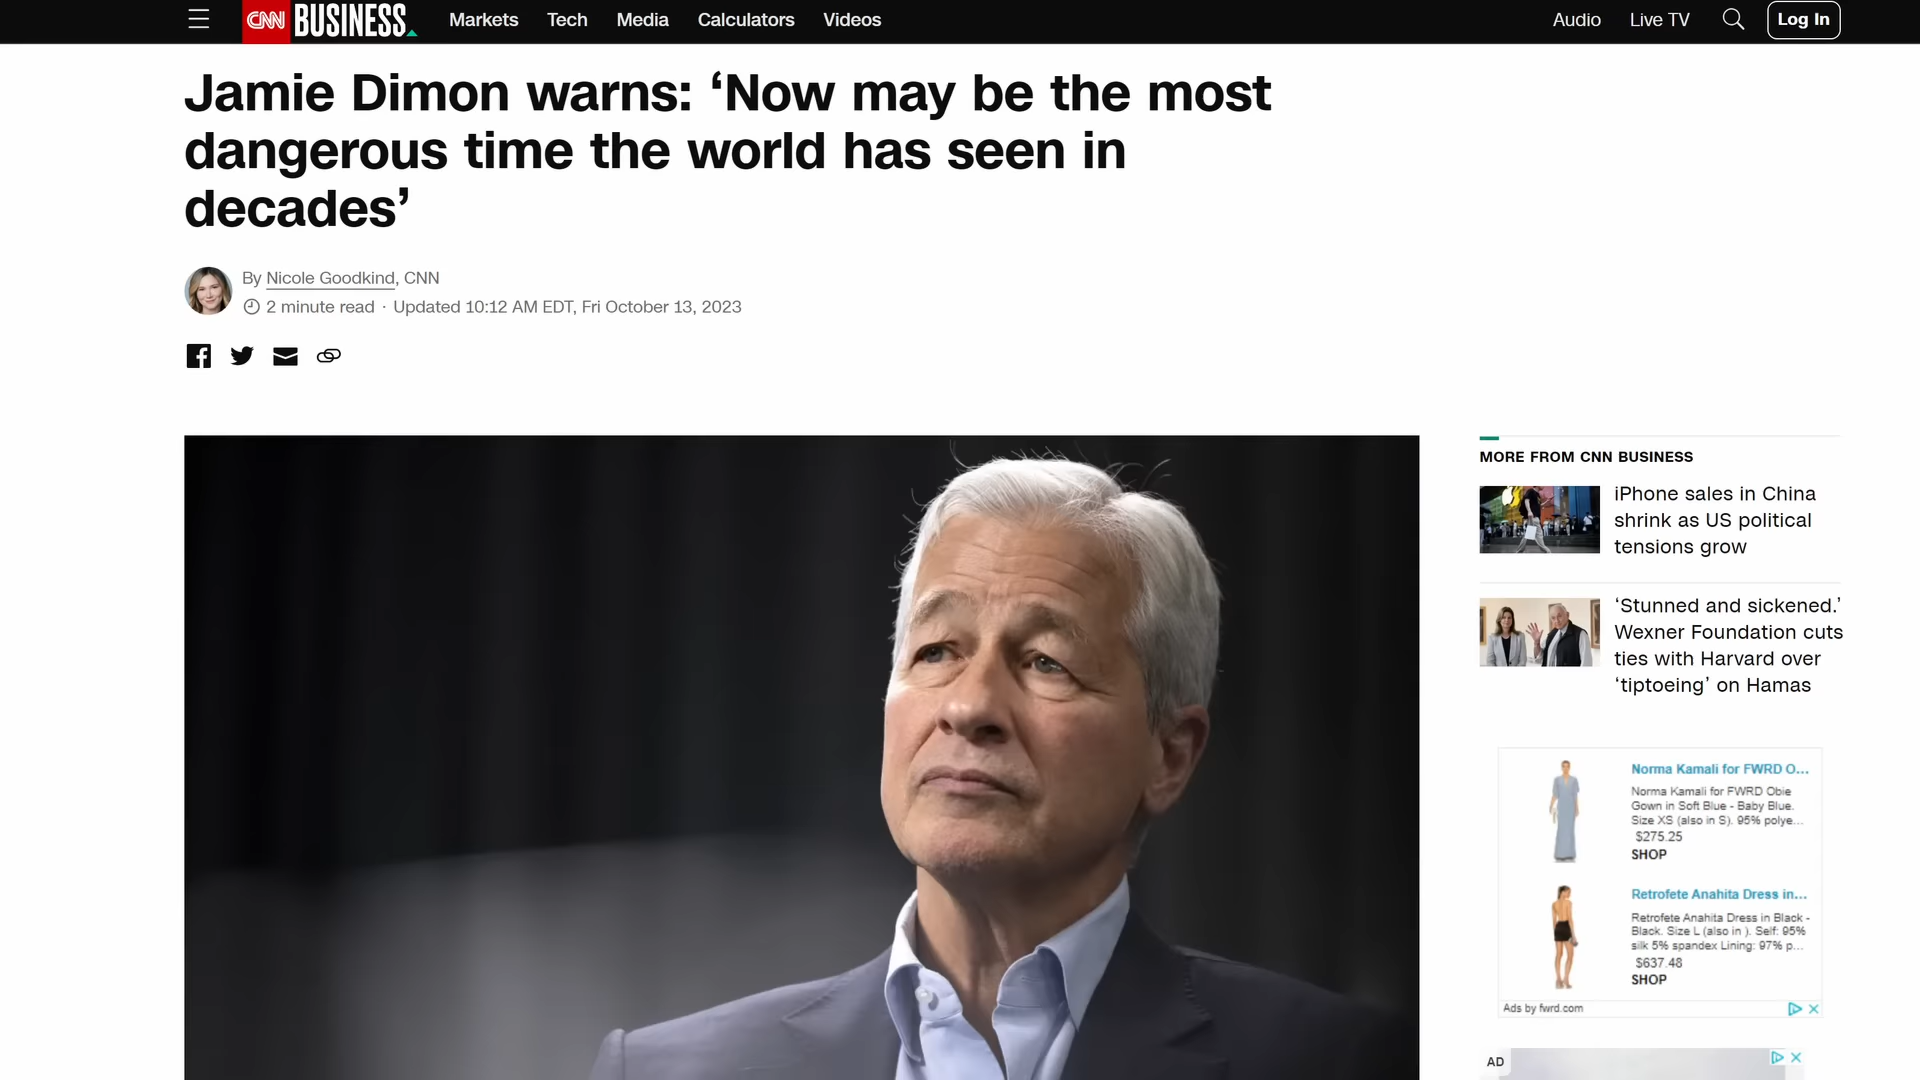 CNN BUSINESS
Markets
Tech
Media
Calculators
Videos
Audio
Live TV
Log In
Jamie Dimon warns: ‘Now may be the most
dangerous time the world has seen in
decades’
By Nicole Goodkind, CNN
2 minute read · Updated 10:12 AM EDT, Fri October 13, 2023
MORE FROM CNN BUSINESS
iPhone sales in China
shrink as US political
tensions grow
‘Stunned and sickened.’
Wexner Foundation cuts
ties with Harvard over
‘tiptoeing’ on Hamas
Norma Kamali for FWRD O...
Norma Kamali for FWRD Obie
Gown in Soft Blue - Baby Blue.
Size XS (also in S). 95% polye...
$275.25
SHOP
Retrofete Anahita Dress in...
Retrofete Anahita Dress in Black -
Black. Size L (also in ). Self: 95%
silk 5% spandex Lining: 97% p...
$637.48
SHOP
Ads by fwrd.com
AD